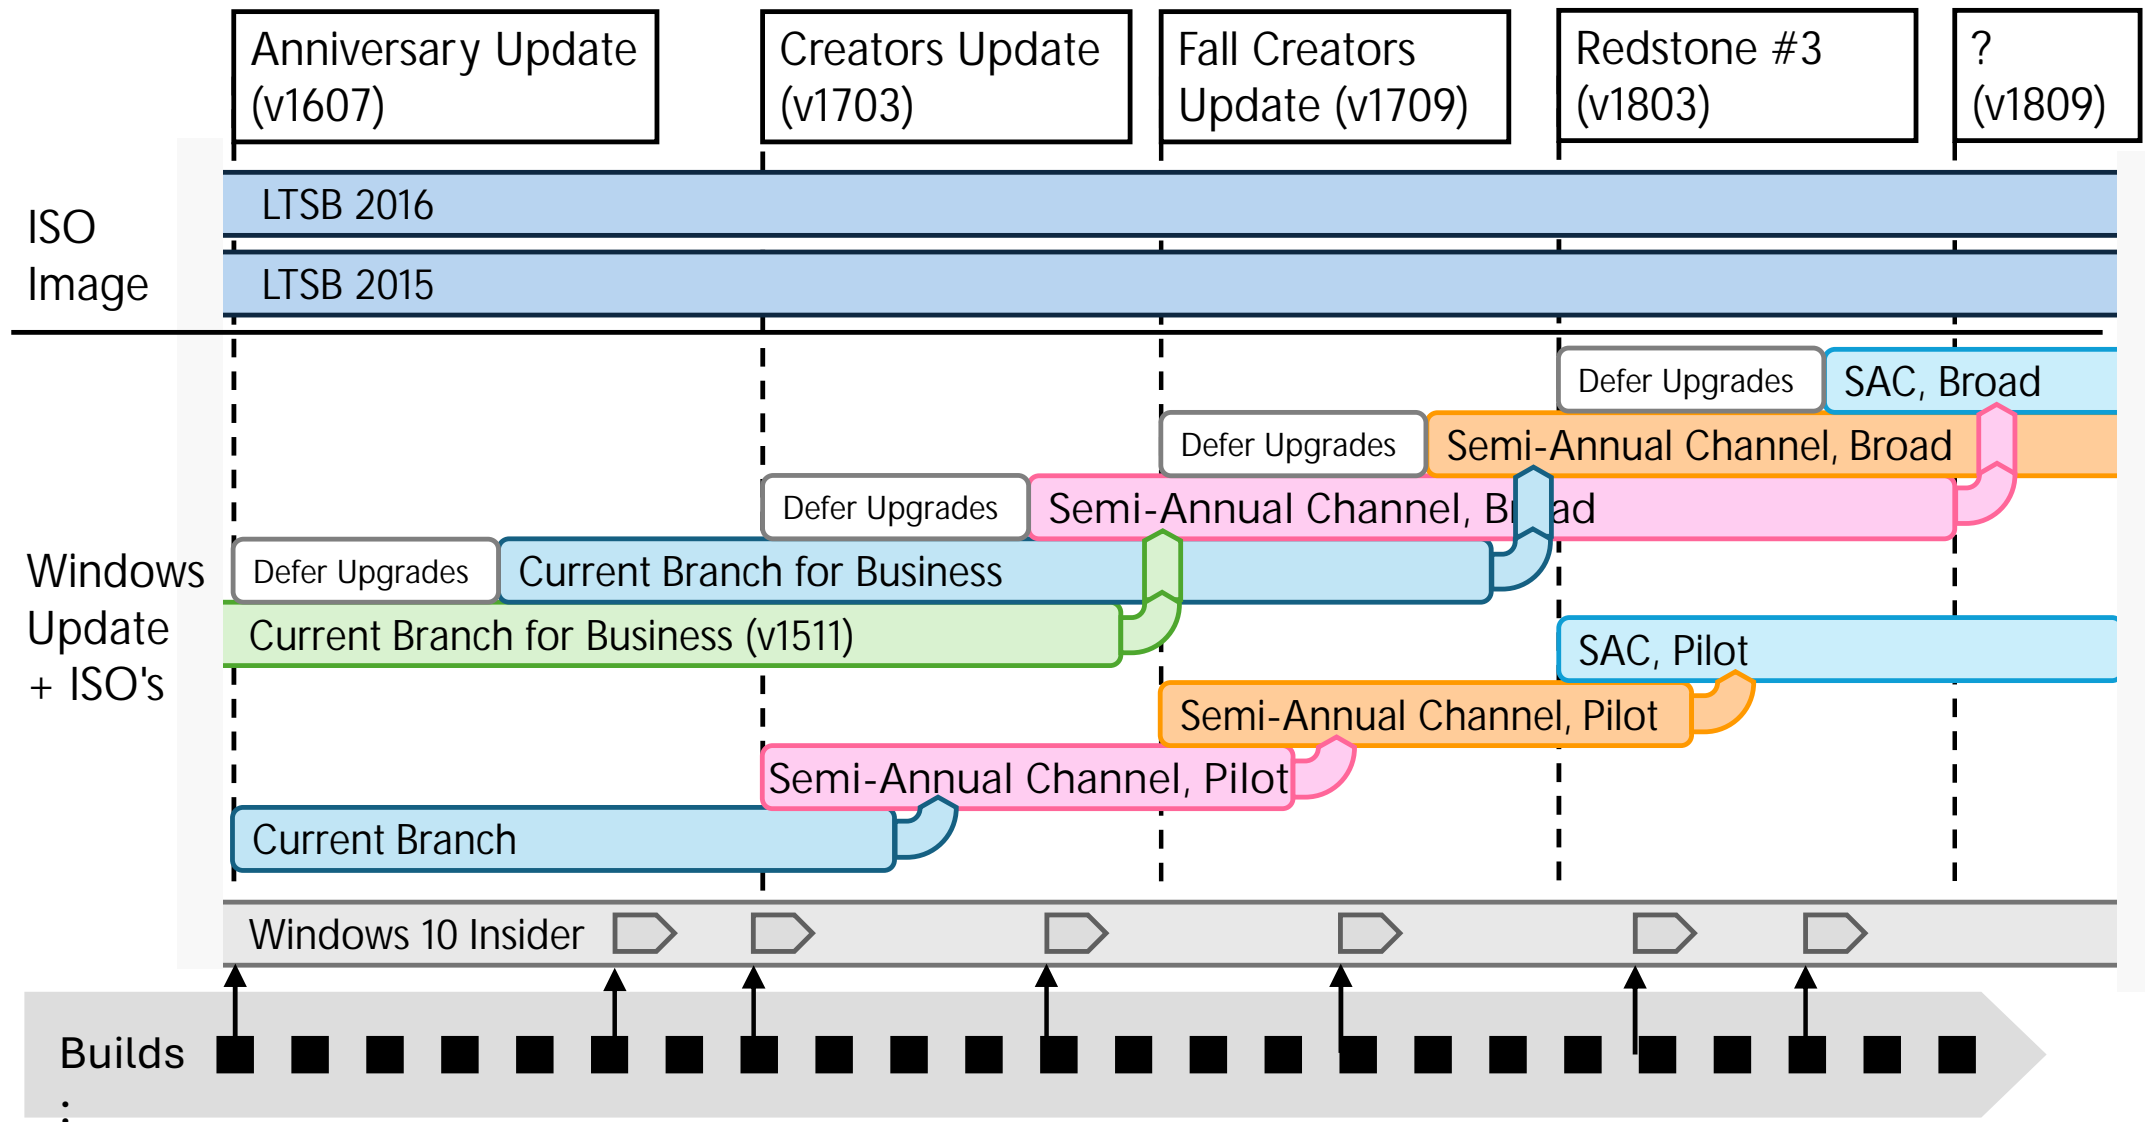 Anniversary Update
(v1607)
Creators Update
(v1703)
Fall Creators
Update (v1709)
Redstone #3
(v1803)
?
(v1809)
ISO
Image
LTSB 2016
LTSB 2015
Windows
Update
+ ISO's
Defer Upgrades
SAC, Broad
Defer Upgrades
Semi-Annual Channel, Broad
Defer Upgrades
Semi-Annual Channel, Broad
Defer Upgrades
Current Branch for Business
Current Branch for Business (v1511)
SAC, Pilot
Semi-Annual Channel, Pilot
Semi-Annual Channel, Pilot
Current Branch
Windows 10 Insider
Builds
: